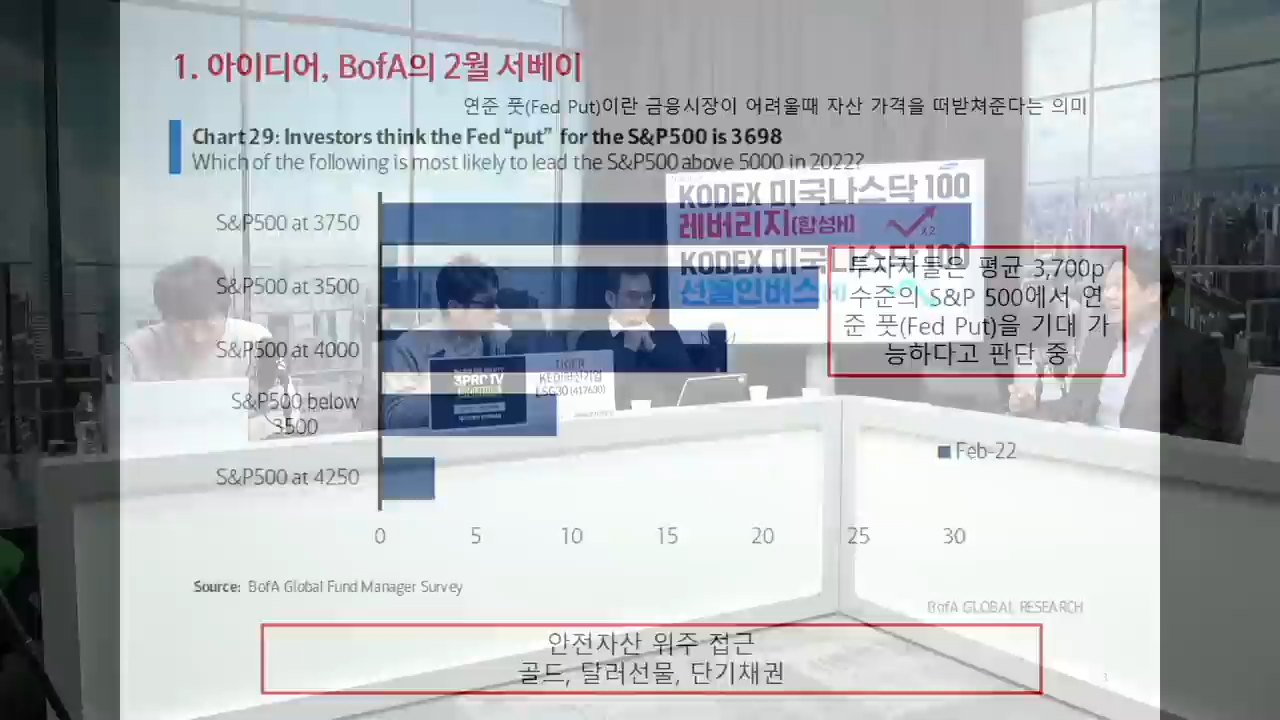 1. 아이디어, BofA의 2월 서베이
연준 풋(Fed Put)이란 금융시장이 어려울때 자산 가격을 떠받쳐준다는 의미
Chart 29: Investors think the Fed “put” for the S&P500 is 3698
Which of the following is most likely to lead the S&P500 above 5000 in 2022?
KODEX 미국나스닥 100
레버리지(합성H)
X2
KODEX 미국나스닥 100
선물인버스(H)
투자자들은 평균 3,700p
수준의 S&P 500에서 연
준 풋(Fed Put)을 기대 가
능하다고 판단 중
S&P500 at 3750
S&P500 at 3500
S&P500 at 4000
S&P500 below
3500
S&P500 at 4250
3PRO TV
TIGER
LSG30 (417630)
Feb-22
0 5 10 15 20 25 30
Source: BofA Global Fund Manager Survey
BofA GLOBAL RESEARCH
안전자산 위주 접근
골드, 달러선물, 단기채권
3